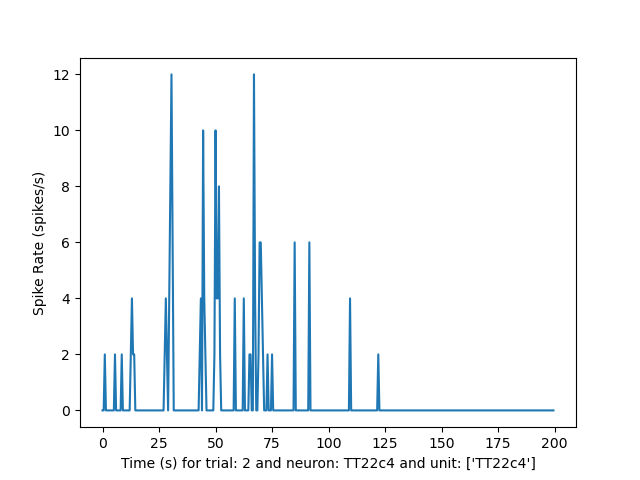 12
10
8
6
4
2
0
Spike Rate (spikes/s)
0 25 50 75 100 125 150 175 200
Time (s) for trial: 2 and neuron: TT22c4 and unit: ['TT22c4']